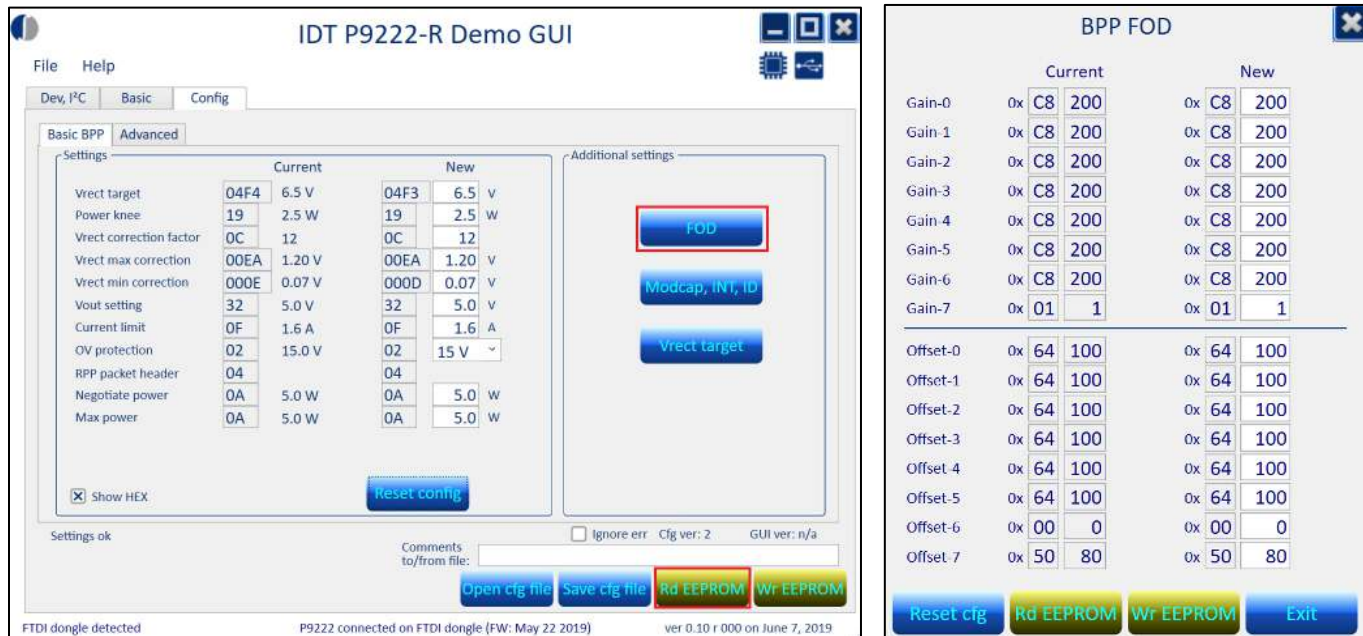 IDT P9222-R Demo GUI
File Help
Dev, I²C Basic Config
Basic BPP Advanced
Settings
Current New
Vrect target 04F4 6.5 V 04F3 6.5 V
Power knee 19 2.5 W 19 2.5 W
Vrect correction factor 0C 12 0C 12
Vrect max correction 00EA 1.20 V 00EA 1.20 V
Vrect min correction 000E 0.07 V 000D 0.07 V
Vout setting 32 5.0 V 32 5.0 V
Current limit 0F 1.6 A 0F 1.6 A
OV protection 02 15.0 V 02 15 V
RPP packet header 04 04
Negotiate power 0A 5.0 W 0A 5.0 W
Max power 0A 5.0 W 0A 5.0 W
Show HEX Reset config
Additional settings
FOD
Modcap, INT, ID
Vrect target
Settings ok
Ignore err Cfg ver: 2 GUI ver: n/a
Comments
to/from file:
Open cfg file Save cfg file Rd EEPROM Wr EEPROM
FTDI dongle detected P9222 connected on FTDI dongle (FW: May 22 2019) ver 0.10 r 000 on June 7, 2019
BPP FOD
Current New
Gain-0 0x C8 200 0x C8 200
Gain-1 0x C8 200 0x C8 200
Gain-2 0x C8 200 0x C8 200
Gain-3 0x C8 200 0x C8 200
Gain-4 0x C8 200 0x C8 200
Gain-5 0x C8 200 0x C8 200
Gain-6 0x C8 200 0x C8 200
Gain-7 0x 01 1 0x 01 1
Offset-0 0x 64 100 0x 64 100
Offset-1 0x 64 100 0x 64 100
Offset-2 0x 64 100 0x 64 100
Offset-3 0x 64 100 0x 64 100
Offset-4 0x 64 100 0x 64 100
Offset-5 0x 64 100 0x 64 100
Offset-6 0x 00 0 0x 00 0
Offset-7 0x 50 80 0x 50 80
Reset cfg Rd EEPROM Wr EEPROM Exit